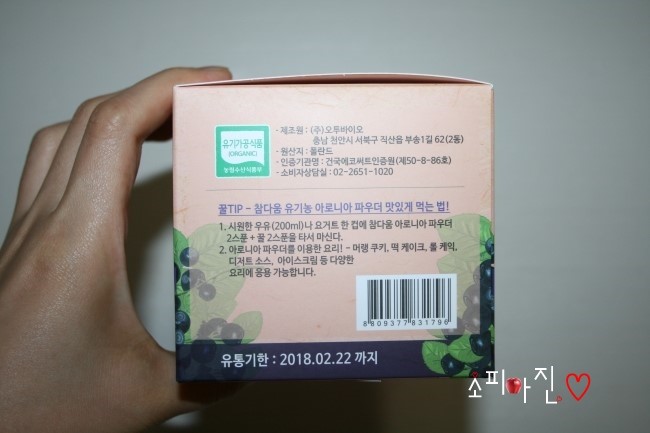 유기가공식품
(ORGANIC)
농림수산식품부
· 제조원 : (주)오루바이오
충남 천안시 서북구 직산읍 부송1길 62(2동)
· 원산지 : 폴란드
· 인증기관명 : 건국에코써트인증원(제50-8-86호)
· 소비자상담실 : 02-2651-1020
꿀TIP - 참다움 유기농 아로니아 파우더 맛있게 먹는 법!
1. 시원한 우유(200ml)나 요거트 한 컵에 참다움 아로니아 파우더
2스푼 + 꿀 2스푼을 타서 마신다.
2. 아로니아 파우더를 이용한 요리! - 머랭 쿠키, 떡 케이크, 롤 케익,
디저트 소스, 아이스크림 등 다양한
요리에 응용 가능합니다.
8809377831796
유통기한 : 2018.02.22 까지
소피아진.♡